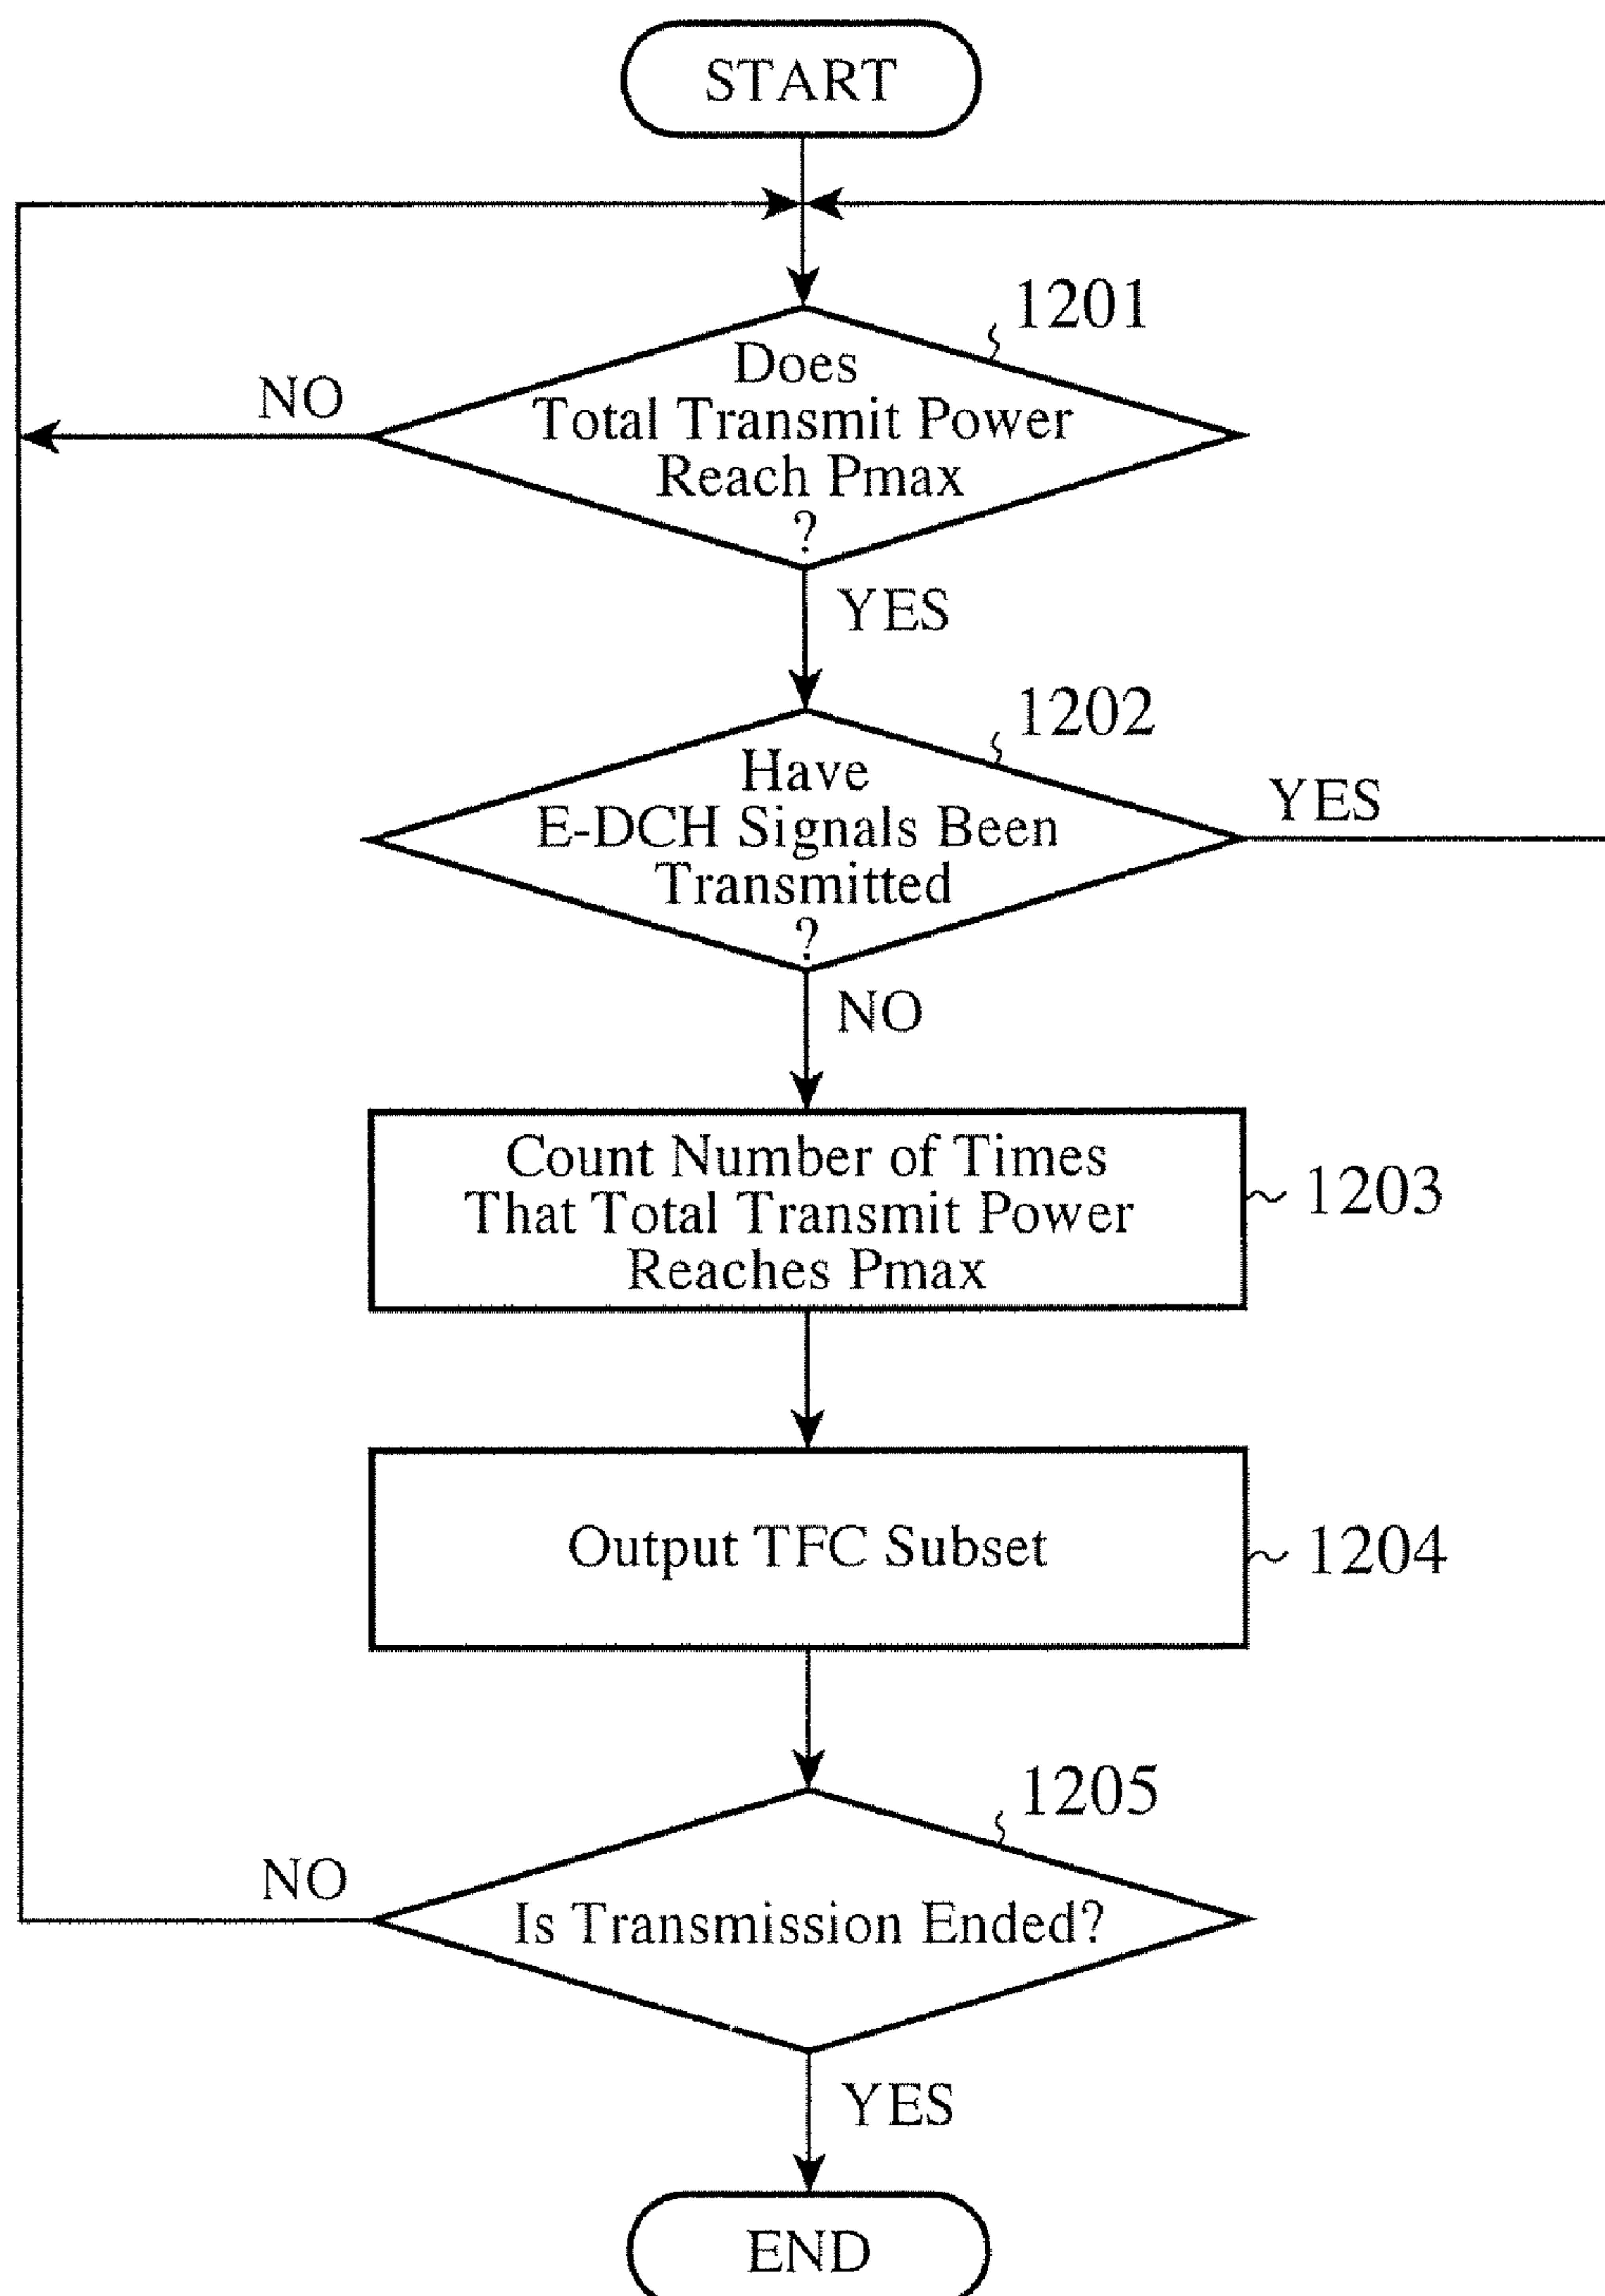 START
1201
Does
Total Transmit Power
Reach Pmax
?
NO
YES
1202
Have
E-DCH Signals Been
Transmitted
?
YES
NO
Count Number of Times
That Total Transmit Power
Reaches Pmax
1203
Output TFC Subset
1204
1205
Is Transmission Ended?
NO
YES
END